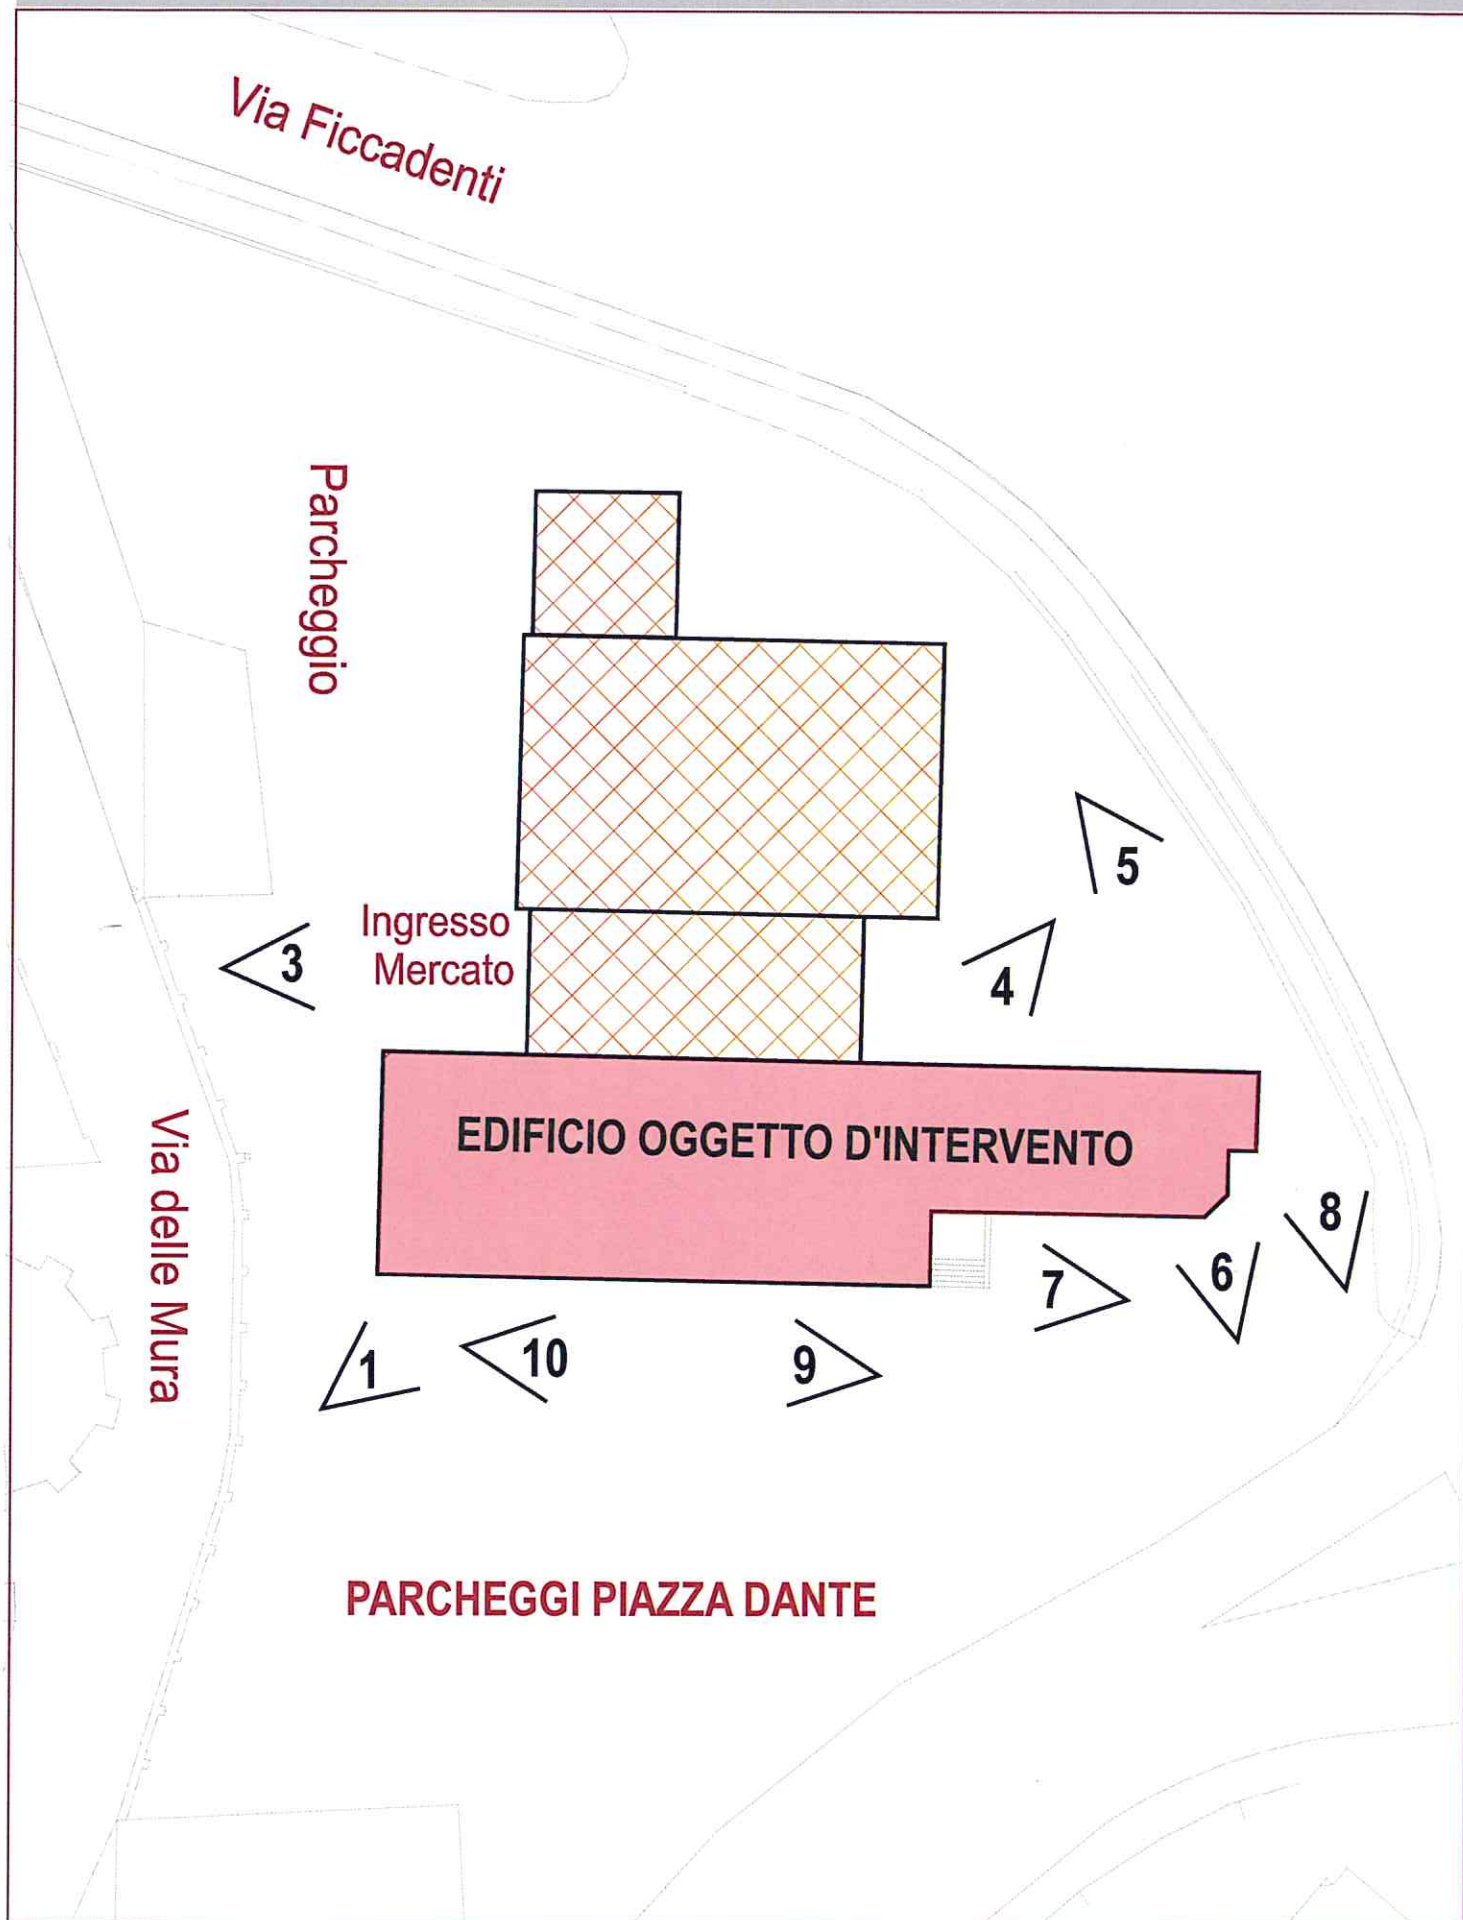 Via Ficcadenti
Parcheggio
5
Ingresso
Mercato
3
4
EDIFICIO OGGETTO D'INTERVENTO
Via delle Mura
8
7
6
1
10
9
PARCHEGGI PIAZZA DANTE